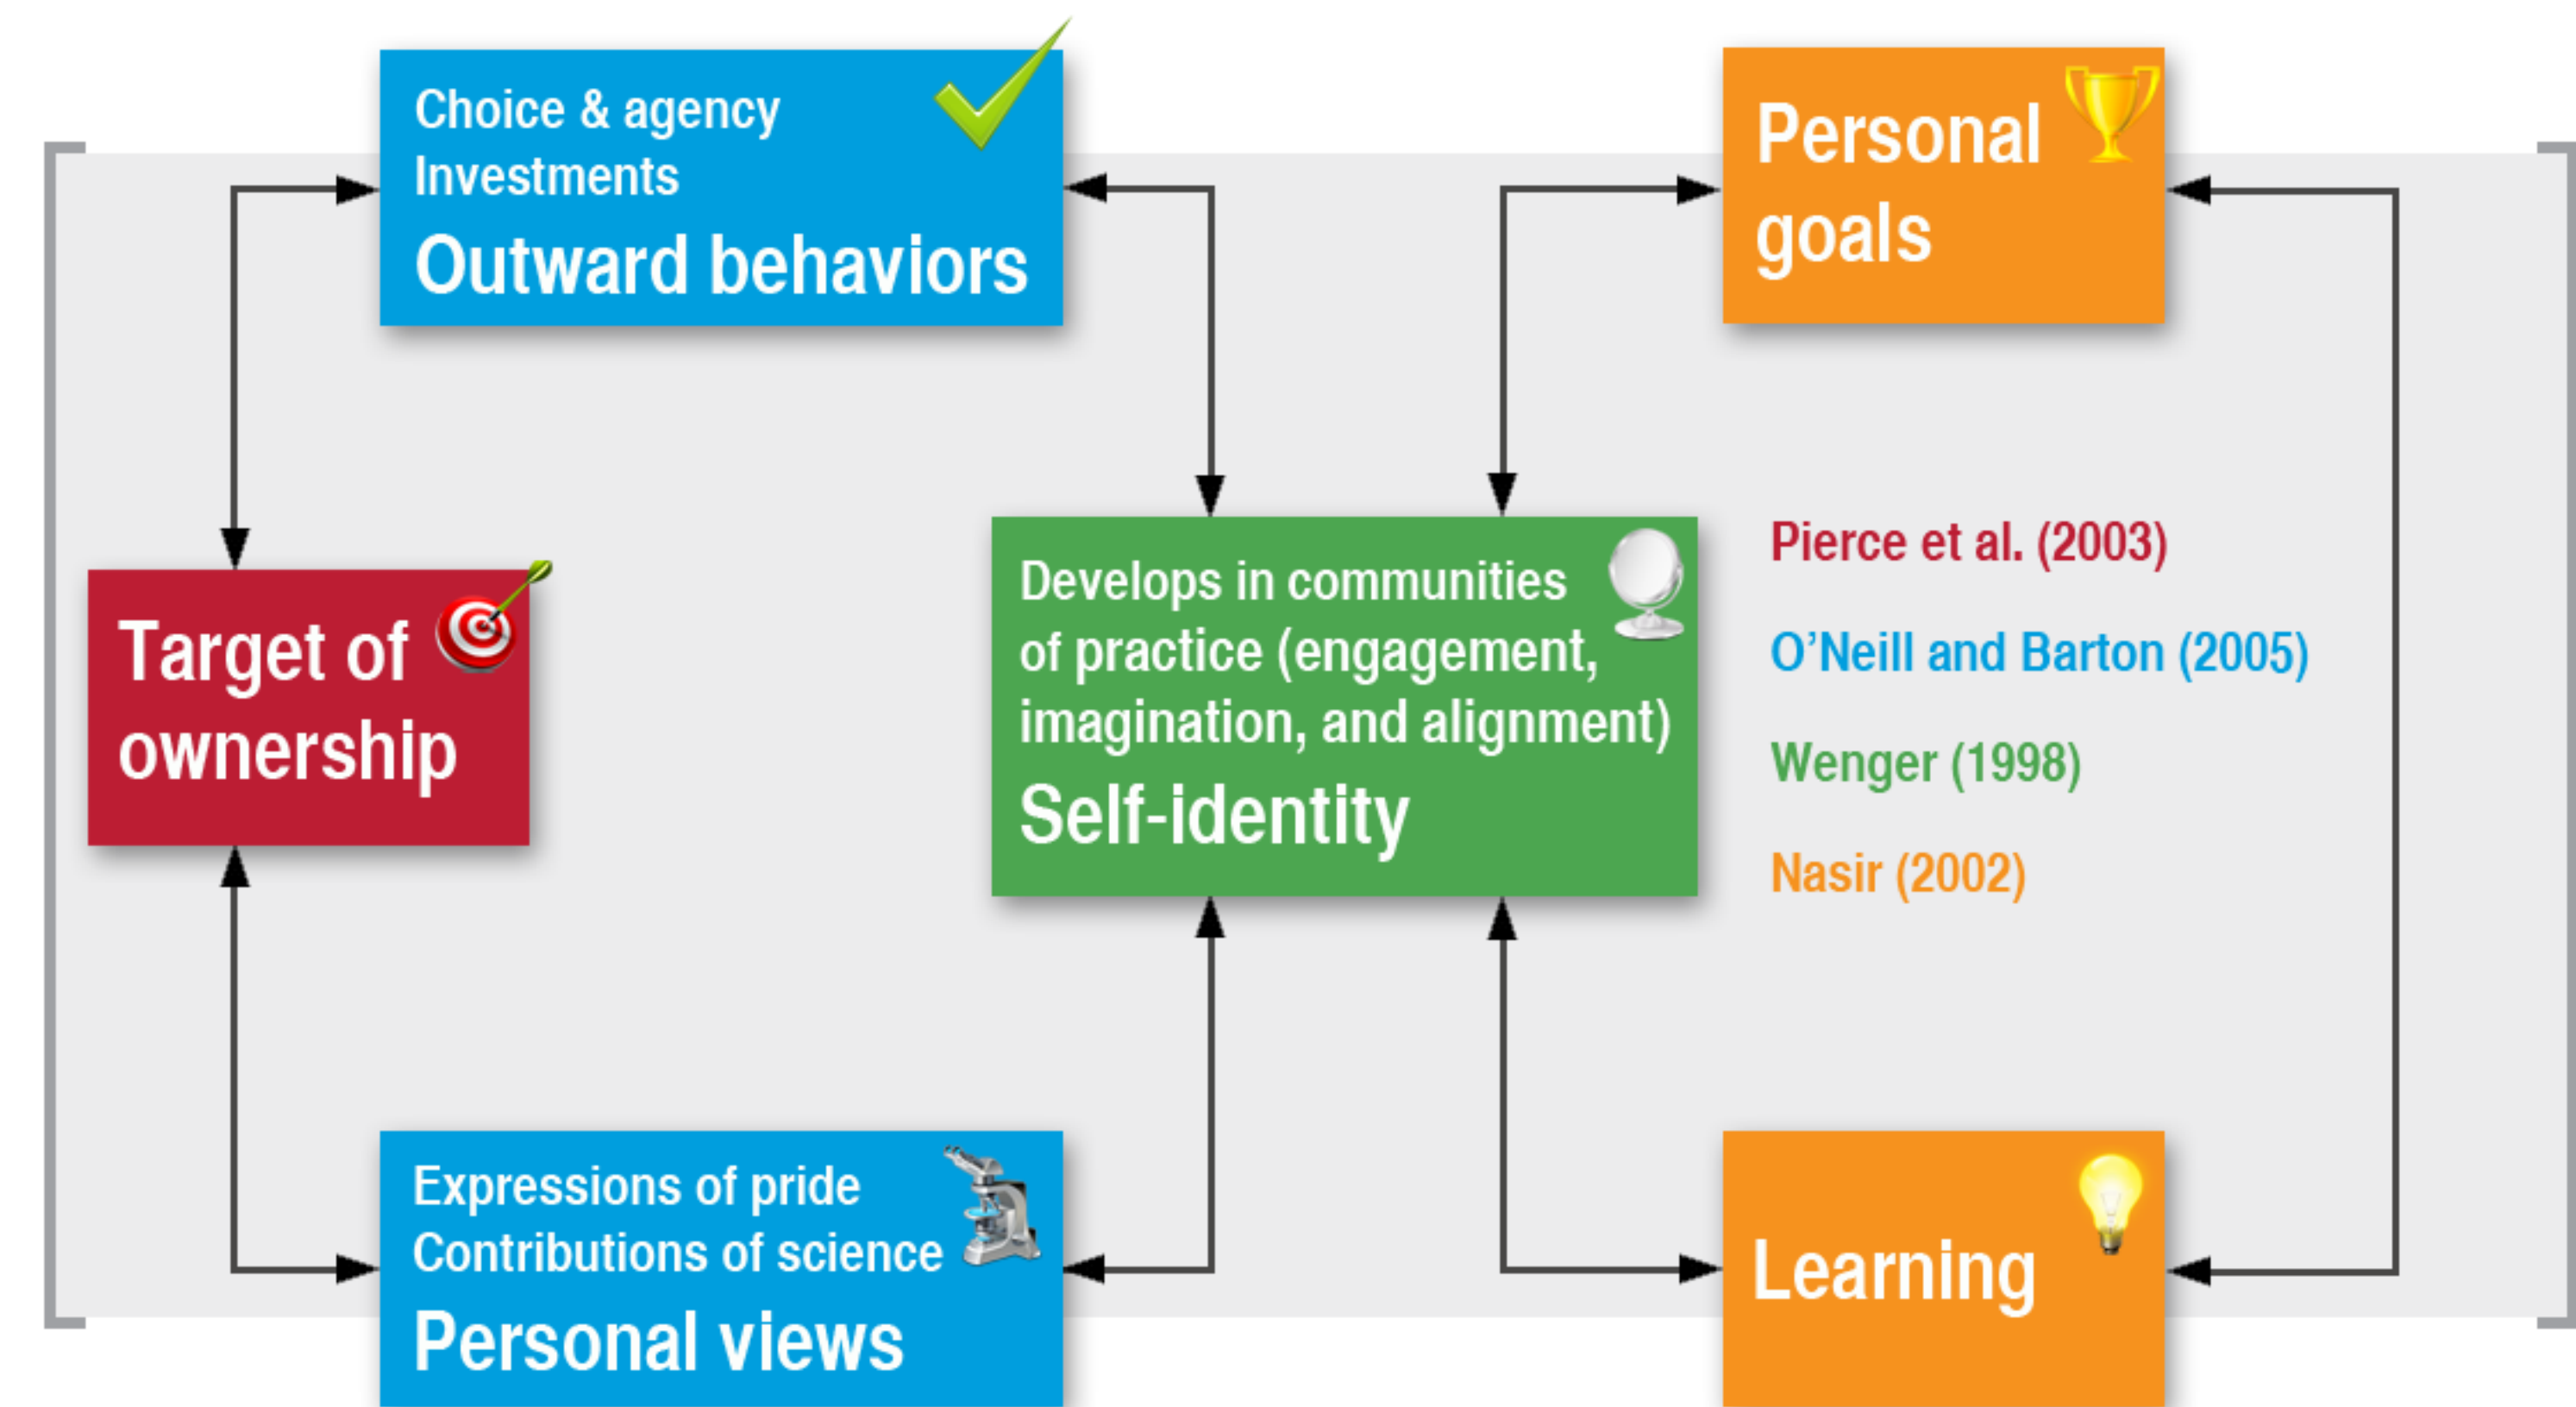 Choice & agency
Investments
Outward behaviors
Personal
goals
Target of
ownership
Develops in communities
of practice (engagement,
imagination, and alignment)
Self-identity
Pierce et al. (2003)
O’Neill and Barton (2005)
Wenger (1998)
Nasir (2002)
Expressions of pride
Contributions of science
Personal views
Learning